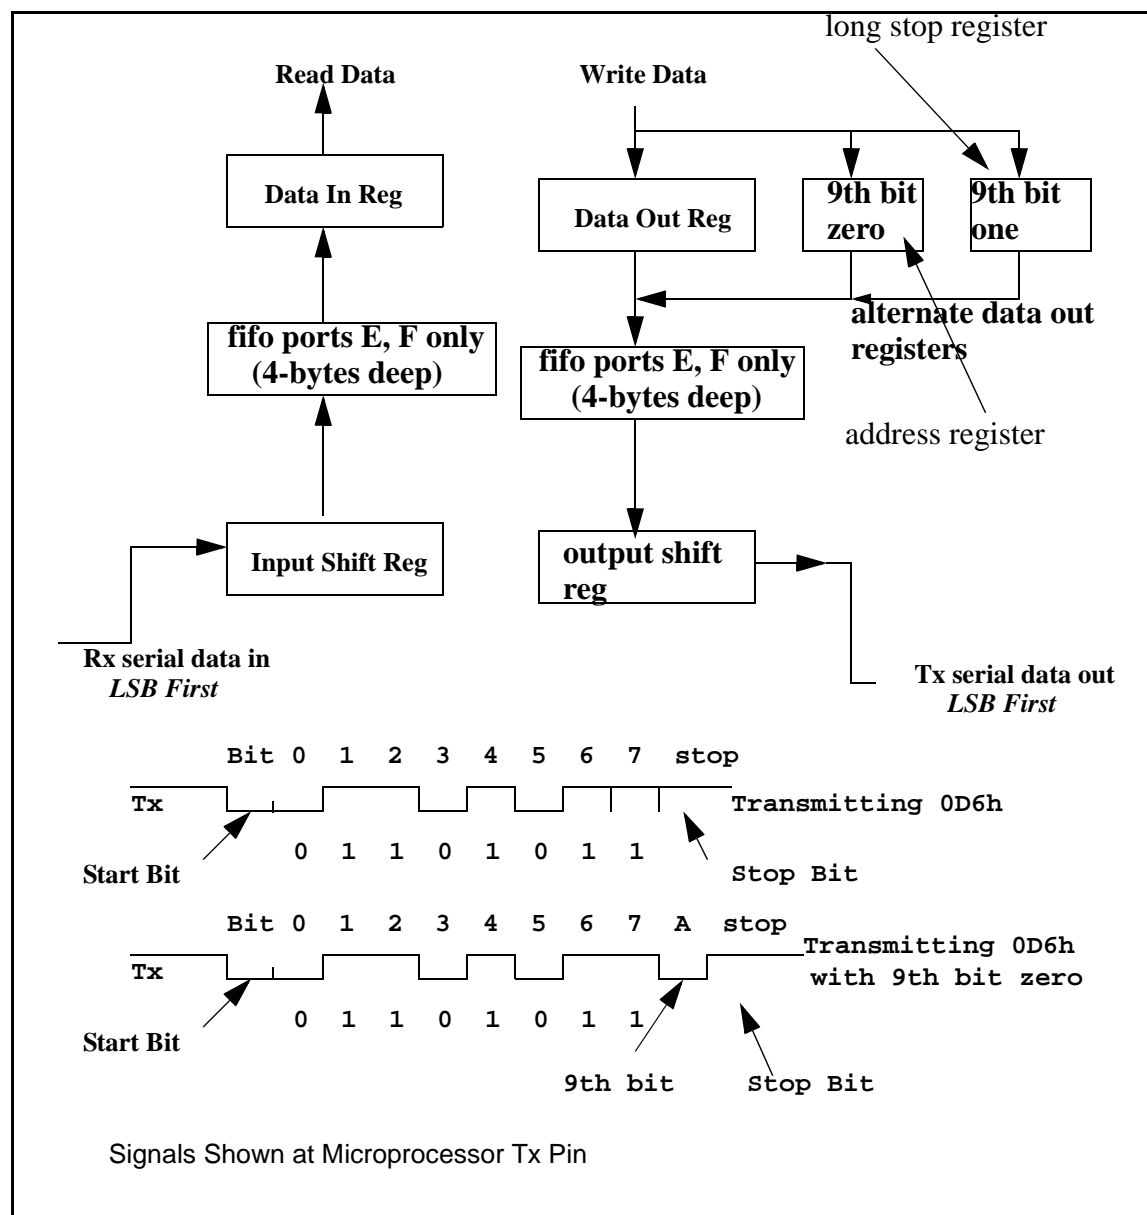 long stop register
Read Data
Write Data
Data In Reg
Data Out Reg
9th bit
zero
9th bit
one
alternate data out
registers
fifo ports E, F only
(4-bytes deep)
fifo ports E, F only
(4-bytes deep)
address register
Input Shift Reg
output shift
reg
Rx serial data in
LSB First
Tx serial data out
LSB First
Bit 0 1 2 3 4 5 6 7 stop
Tx
Transmitting 0D6h
0 1 1 0 1 0 1 1
Start Bit
Stop Bit
Bit 0 1 2 3 4 5 6 7 A stop
Tx
Transmitting 0D6h
with 9th bit zero
0 1 1 0 1 0 1 1
Start Bit
9th bit
Stop Bit
Signals Shown at Microprocessor Tx Pin